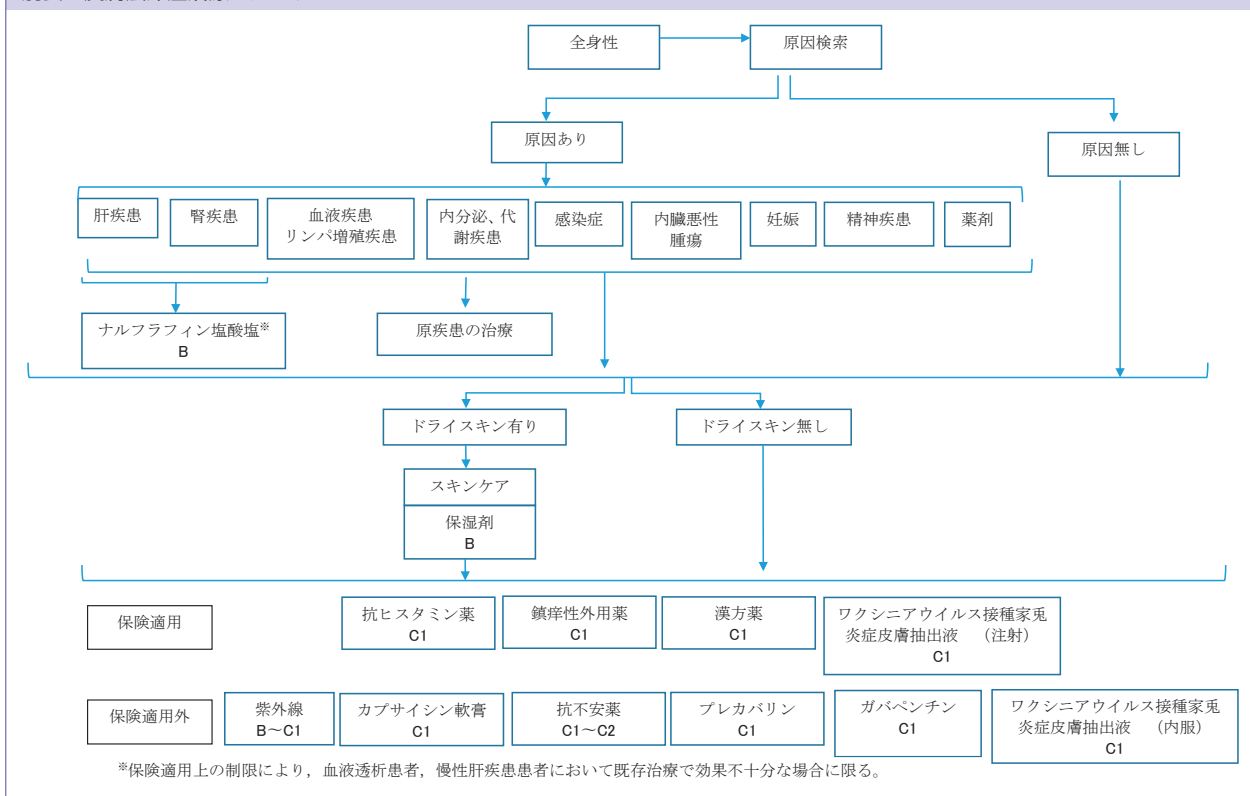 全身性
原因検索
原因あり
原因無し
肝疾患
腎疾患
血液疾患
リンパ増殖疾患
内分泌、代
謝疾患
感染症
内臓悪性
腫瘍
妊娠
精神疾患
薬剤
ナルフラフィン塩酸塩※
B
原疾患の治療
ドライスキン有り
ドライスキン無し
スキンケア
保湿剤
B
保険適用
抗ヒスタミン薬
C1
鎮痒性外用薬
C1
漢方薬
C1
ワクシニアウイルス接種家兎
炎症皮膚抽出液 (注射)
C1
保険適用外
紫外線
B~C1
カプサイシン軟膏
C1
抗不安薬
C1~C2
プレカバリン
C1
ガバペンチン
C1
ワクシニアウイルス接種家兎
炎症皮膚抽出液 (内服)
C1
※保険適用上の制限により,血液透析患者,慢性肝疾患患者において既存治療で効果不十分な場合に限る。